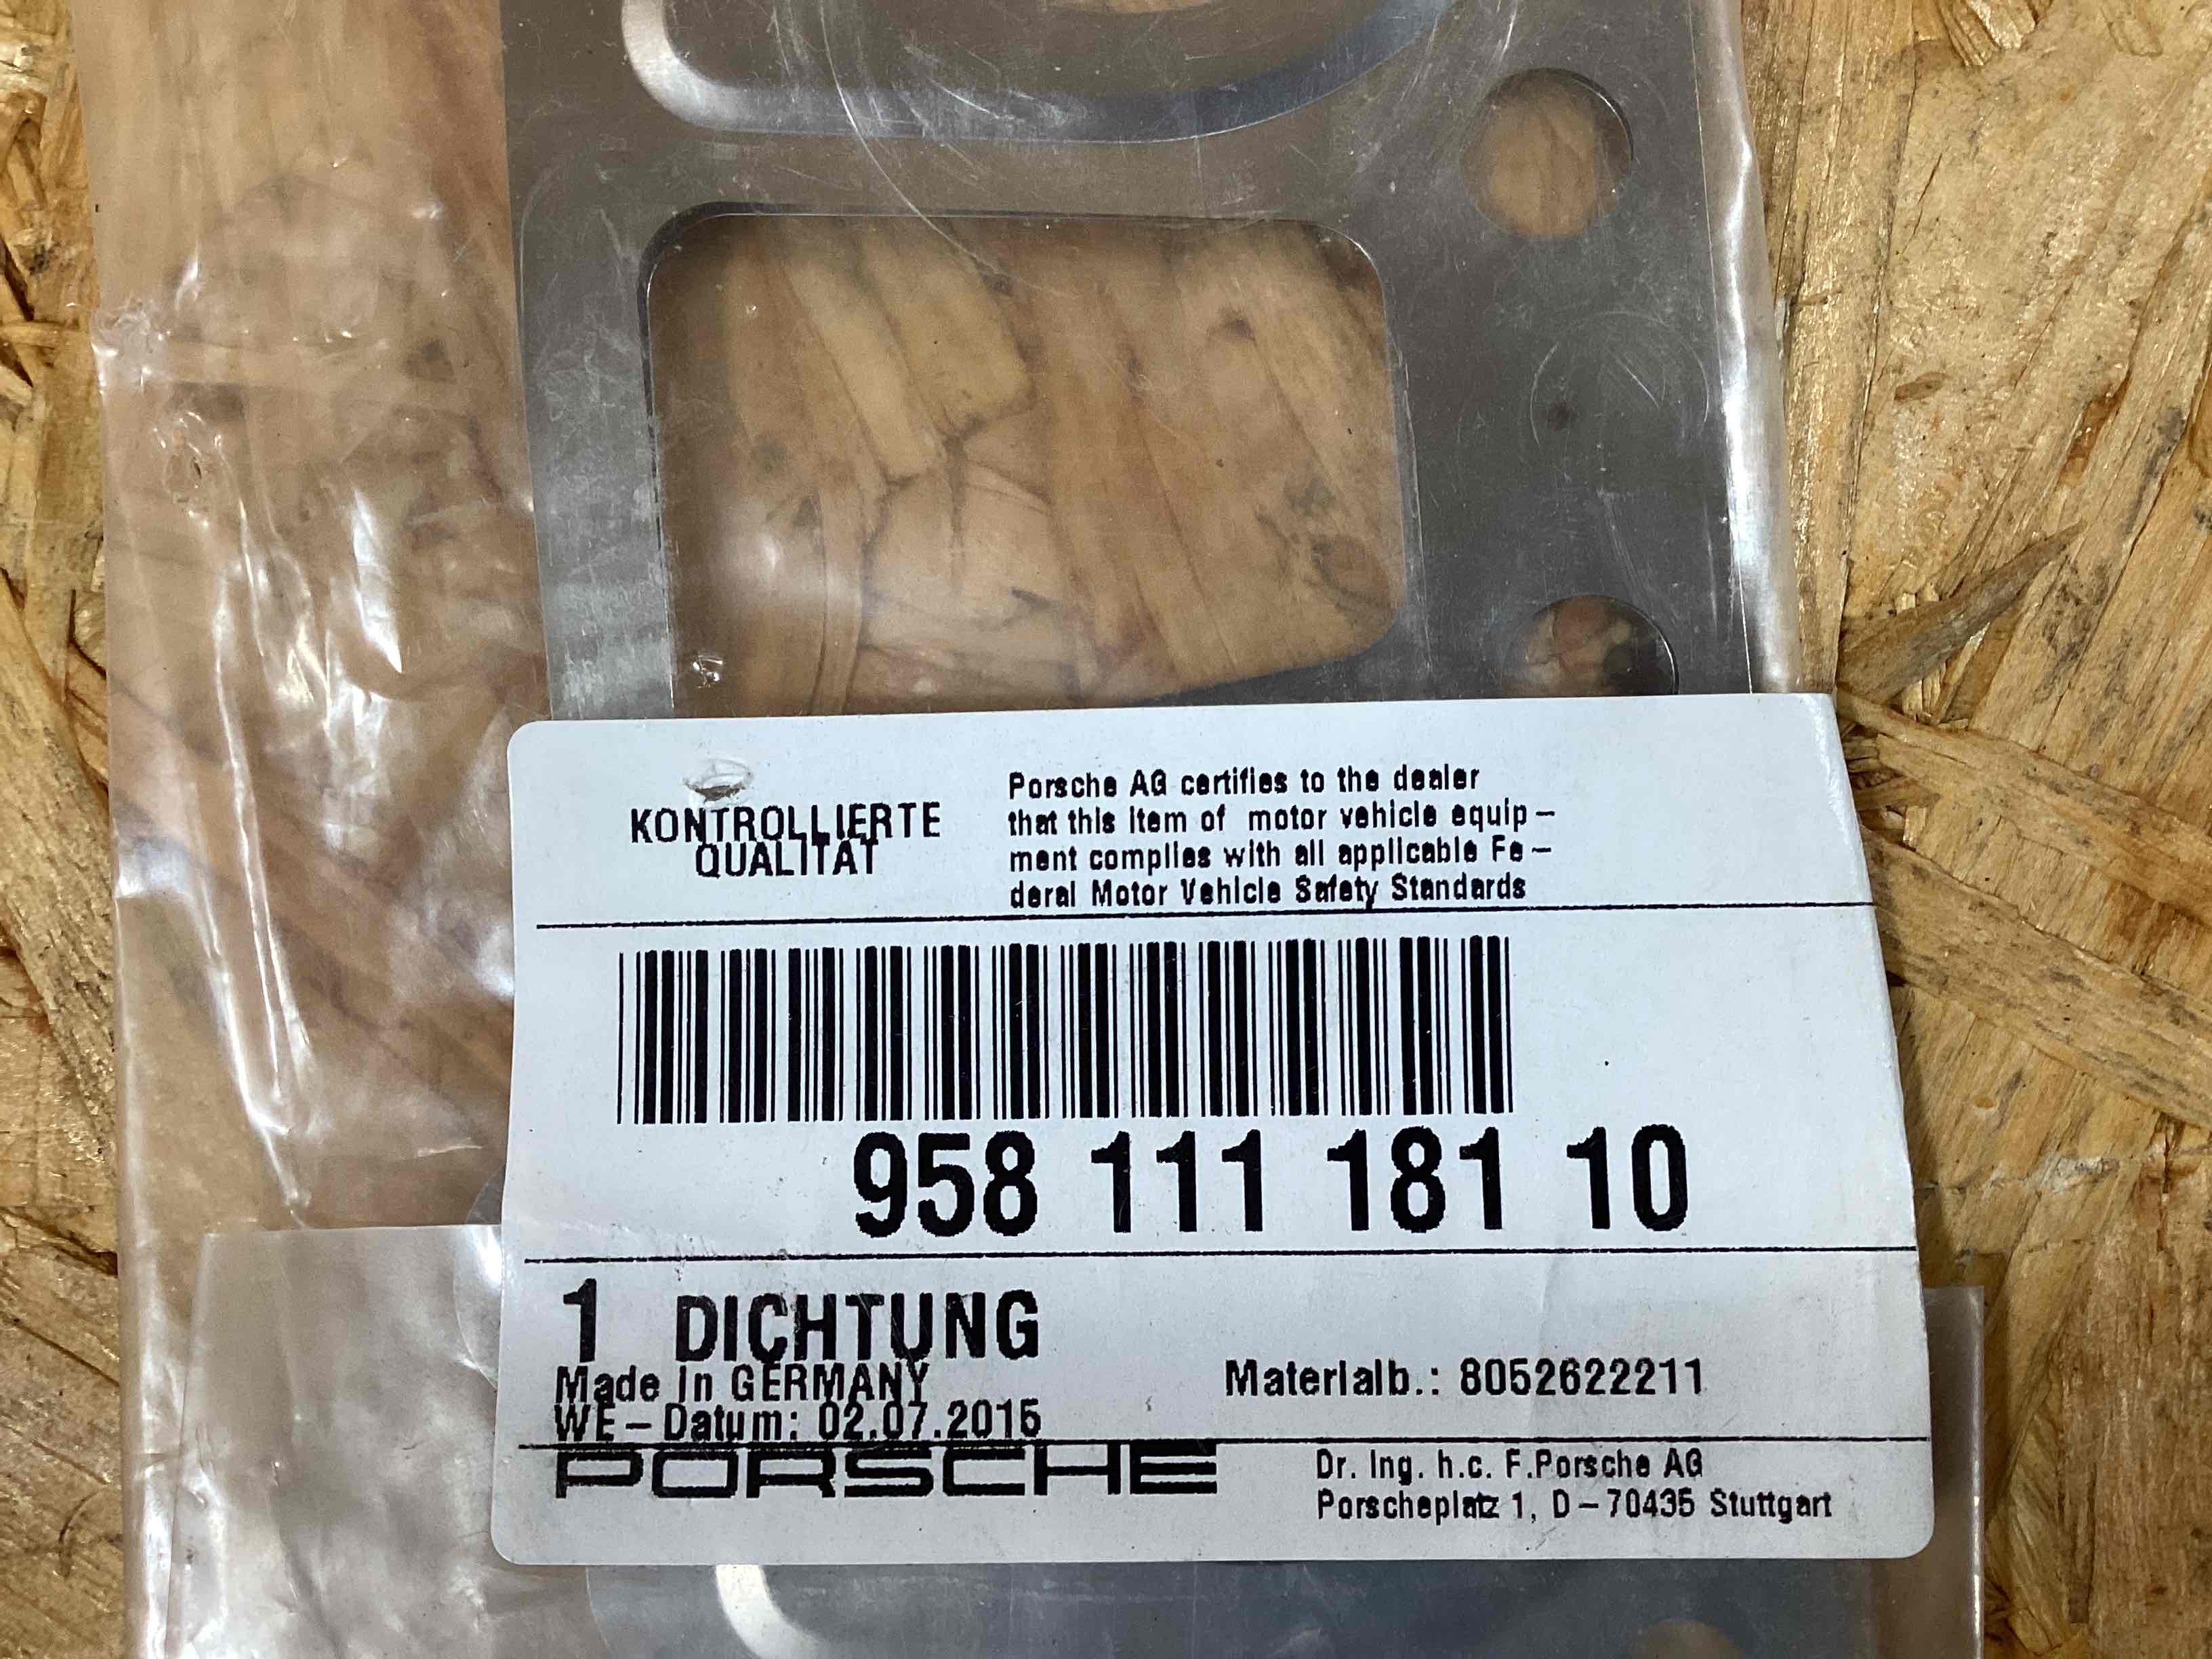 KONTROLLIERTE
QUALITÄT
Porsche AG certifies to the dealer
that this item of motor vehicle equip-
ment complies with all applicable Fe-
deral Motor Vehicle Safety Standards
958 111 181 10
1 DICHTUNG
Made in GERMANY
WE-Datum: 02.07.2015
Materialb.: 8052622211
PORSCHE
Dr. Ing. h.c. F.Porsche AG
Porscheplatz 1, D-70435 Stuttgart